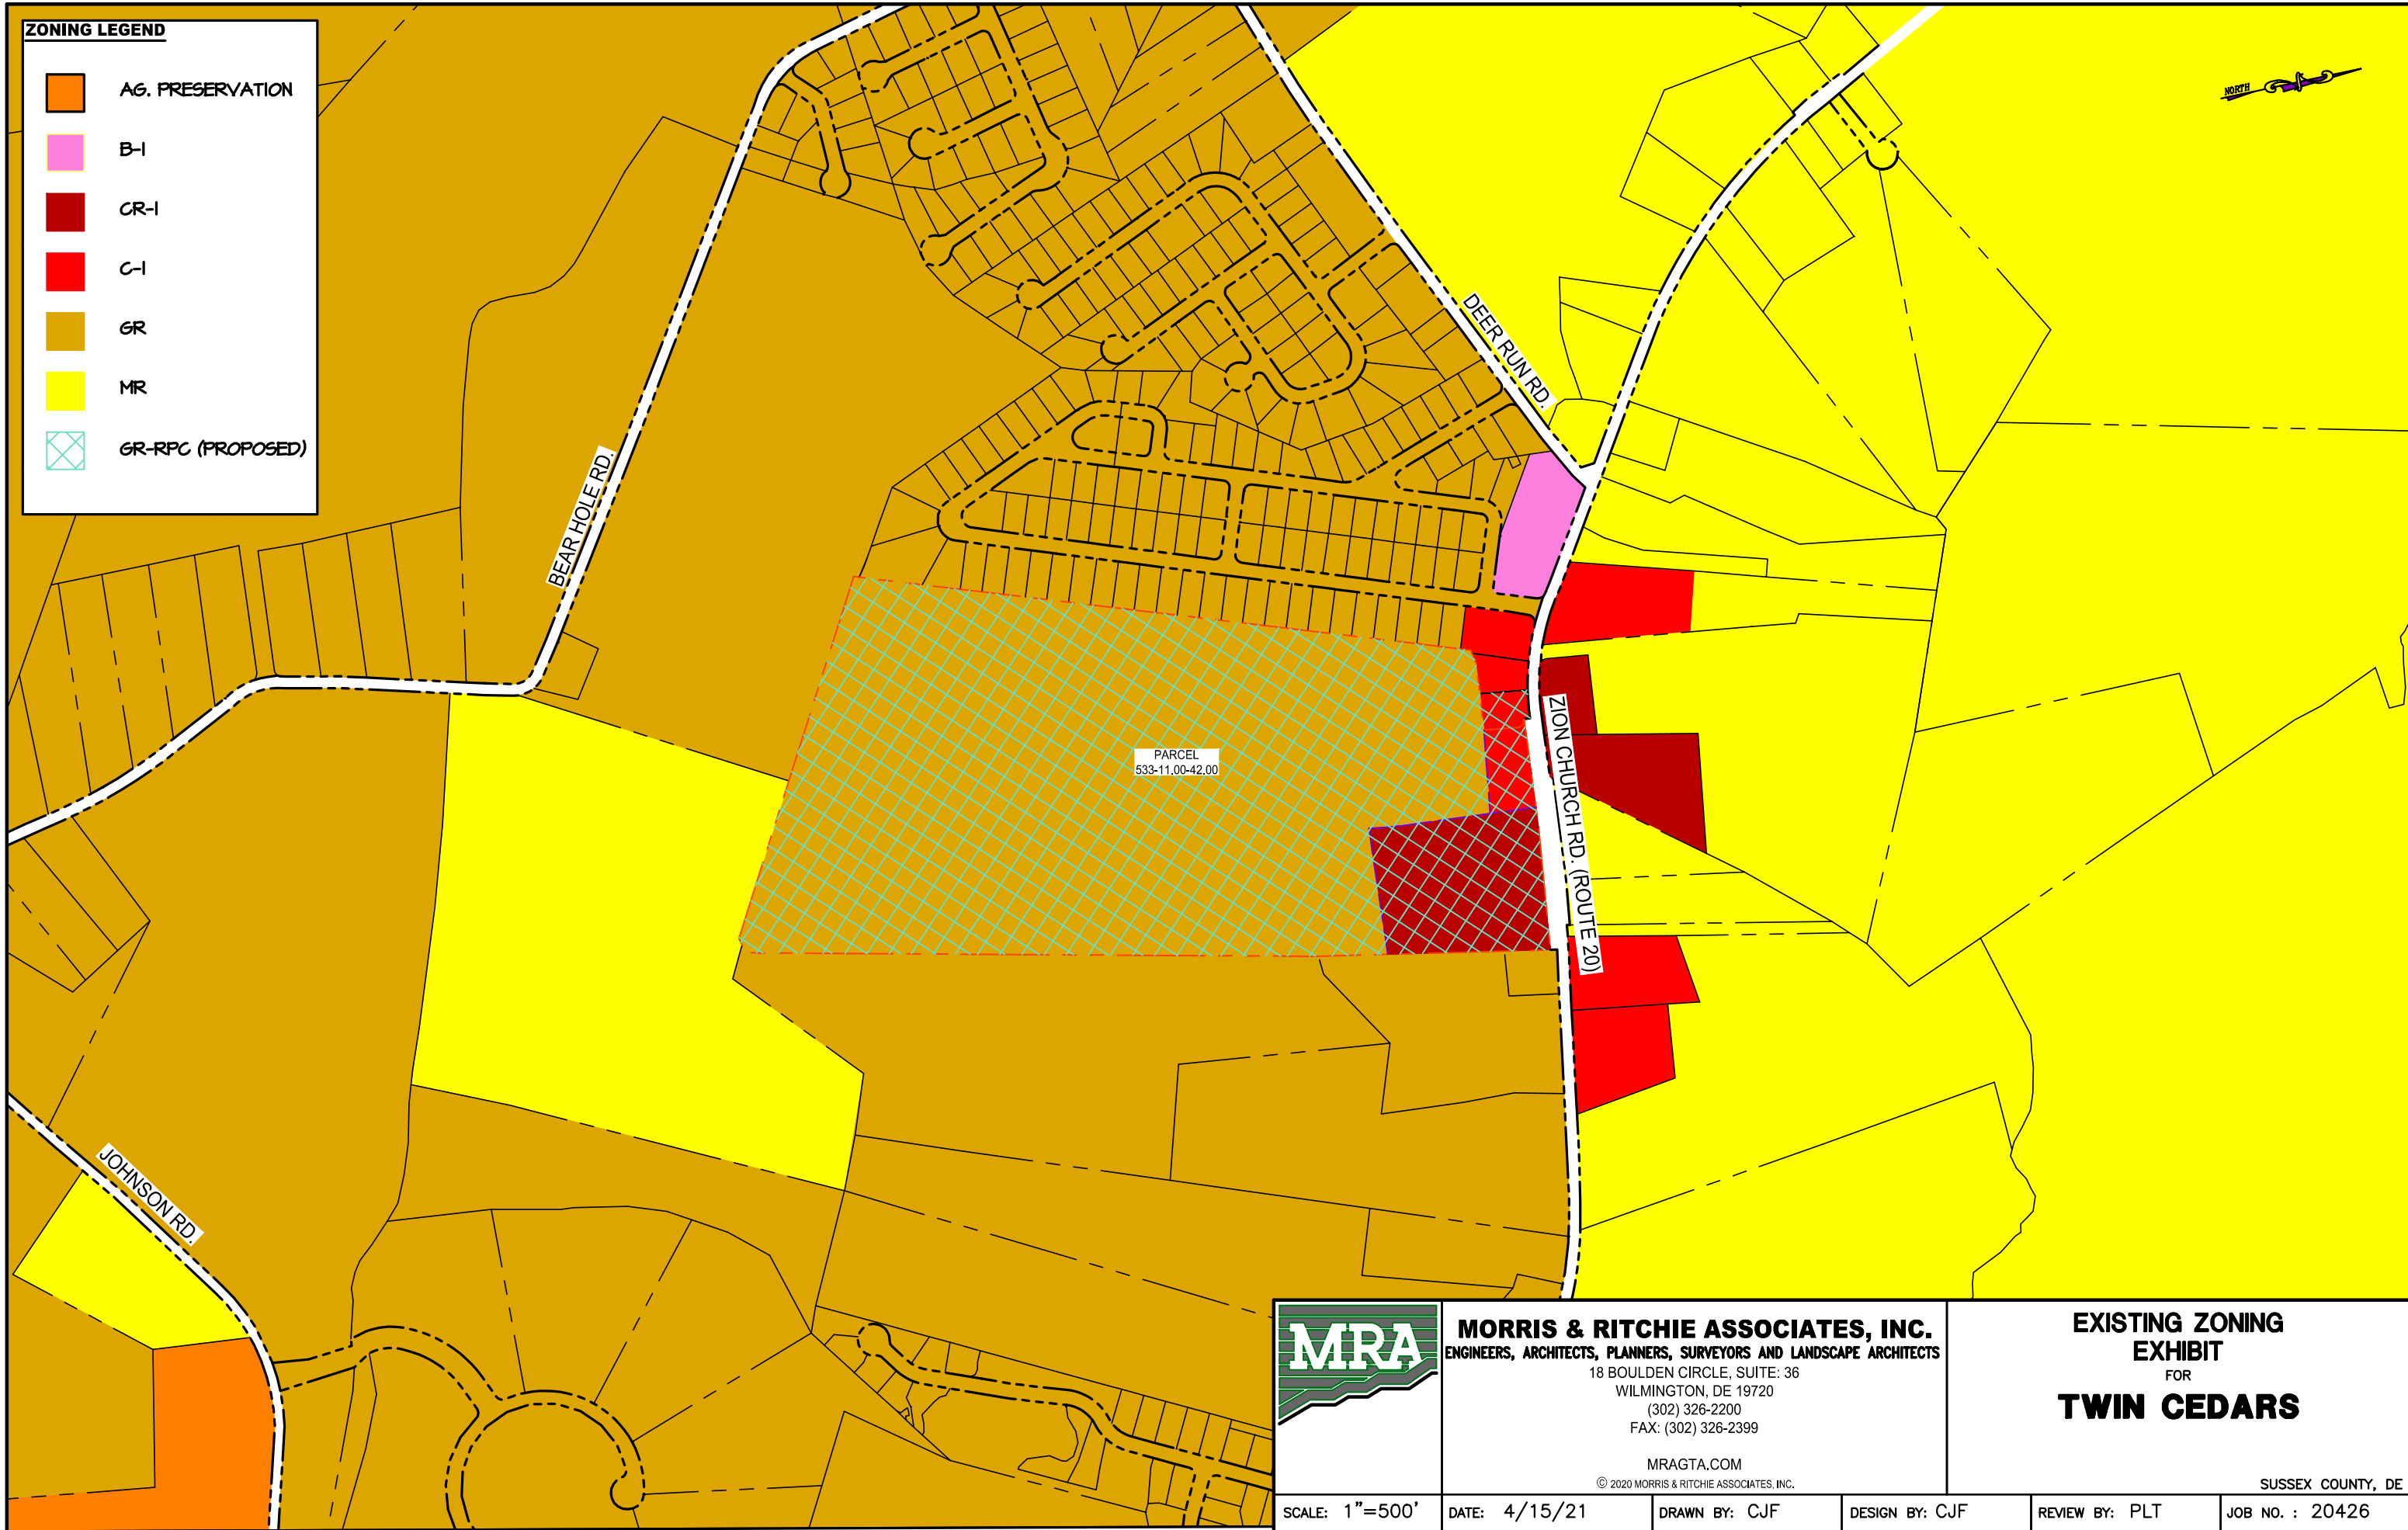 ZONING LEGEND
AG. PRESERVATION
B-1
CR-1
C-1
GR
MR
GR-RPC (PROPOSED)
NORTH
DEER RUN RD.
BEAR HOLE RD.
PARCEL
533-11.00-42.00
ZION CHURCH RD. (ROUTE 20)
JOHNSON RD.
MRA
MORRIS & RITCHIE ASSOCIATES, INC.
ENGINEERS, ARCHITECTS, PLANNERS, SURVEYORS AND LANDSCAPE ARCHITECTS
18 BOULDEN CIRCLE, SUITE: 36
WILMINGTON, DE 19720
(302) 326-2200
FAX: (302) 326-2399
MRAGTA.COM
© 2020 MORRIS & RITCHIE ASSOCIATES, INC.
EXISTING ZONING
EXHIBIT
FOR
TWIN CEDARS
SUSSEX COUNTY, DE
SCALE: 1"=500'
DATE: 4/15/21
DRAWN BY: CJF
DESIGN BY: CJF
REVIEW BY: PLT
JOB NO. : 20426